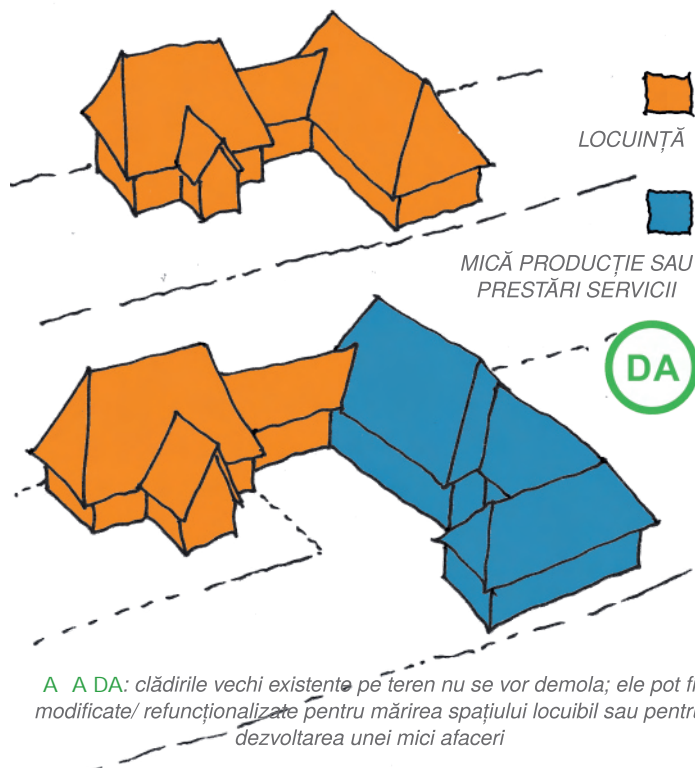 LOCUINȚĂ
MICĂ PRODUCȚIE SAU
PRESTĂRI SERVICII
DA
A A DA: clădirile vechi existente pe teren nu se vor demola; ele pot fi
modificate/ refuncționalizate pentru mărirea spațiului locuibil sau pentru
dezvoltarea unei mici afaceri